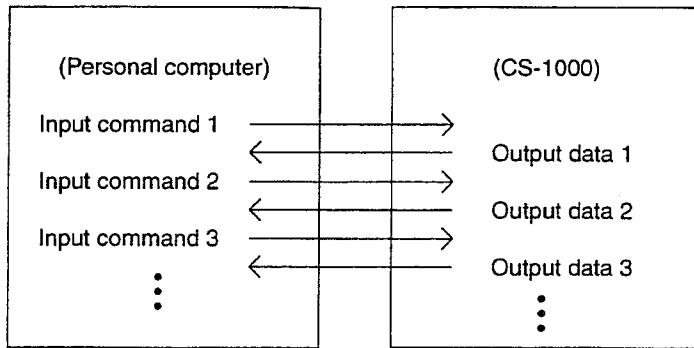 (Personal computer)
(CS-1000)
Input command 1
Output data 1
Input command 2
Output data 2
Input command 3
Output data 3